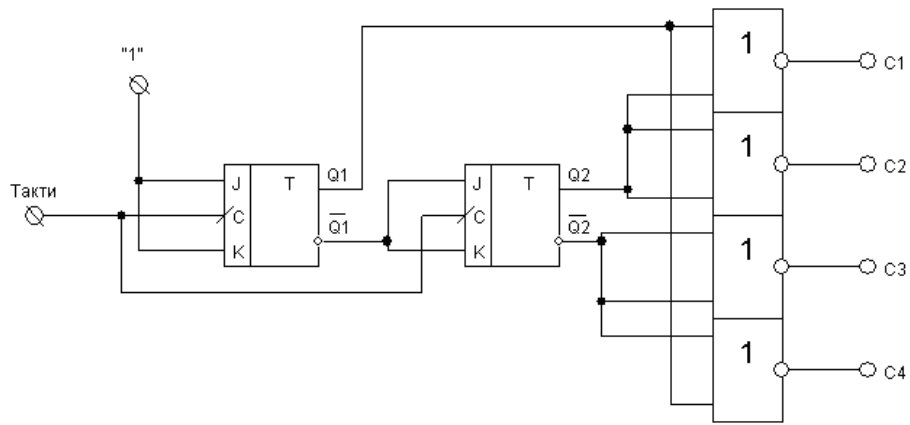 "1"
Такти
J T Q1
C
K Q1
J T Q2
C
K Q2
1 C1
1 C2
1 C3
1 C4